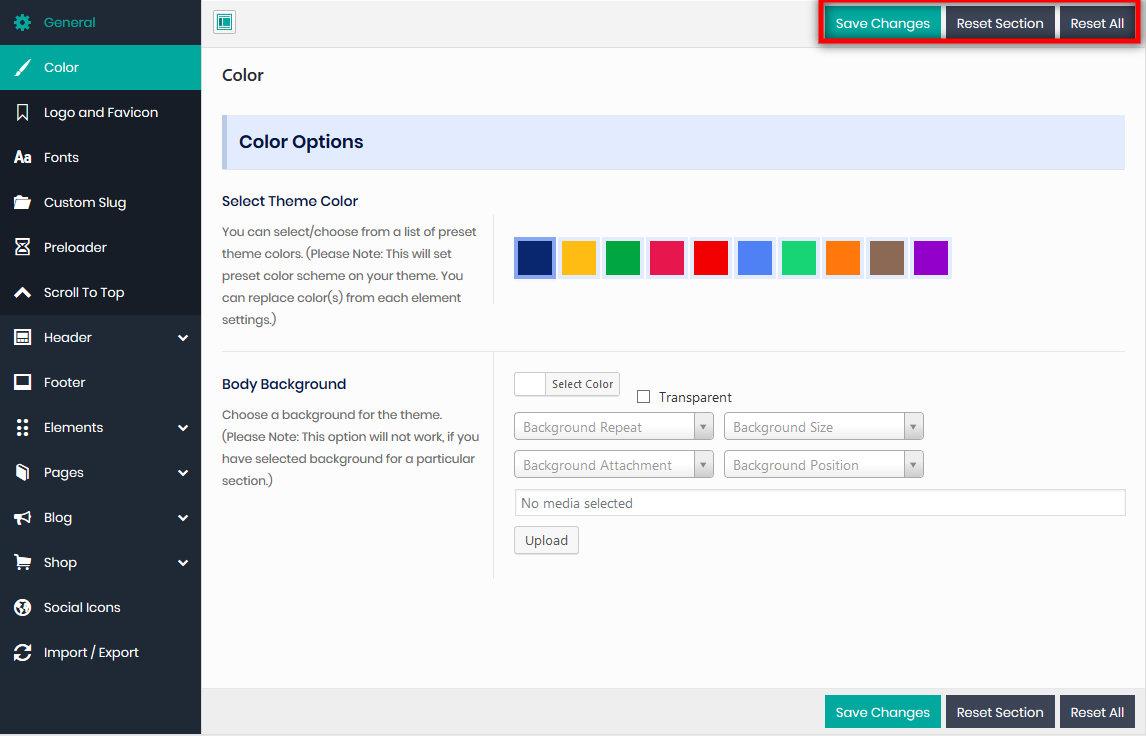 General
Color
Logo and Favicon
Aa Fonts
Custom Slug
Preloader
Scroll To Top
Header
Footer
Elements
Pages
Blog
Shop
Social Icons
Import / Export
Save Changes Reset Section Reset All
Color
Color Options
Select Theme Color
You can select/choose from a list of preset
theme colors. (Please Note: This will set
preset color scheme on your theme. You
can replace color(s) from each element
settings.)
Body Background
Choose a background for the theme.
(Please Note: This option will not work, if you
have selected background for a particular
section.)
Select Color Transparent
Background Repeat Background Size
Background Attachment Background Position
No media selected
Upload
Save Changes Reset Section Reset All